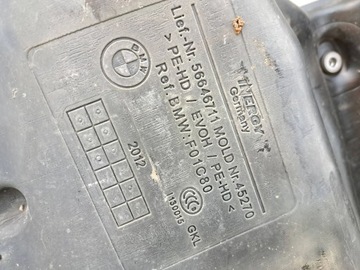 INERGY
Germany
BMW
Lief.-Nr. 56646711 MOLD Nr. 45270
> PE-HD / EVOH / PE-HD <
Ref.BMW:F01C80
2012
CCC
GKL